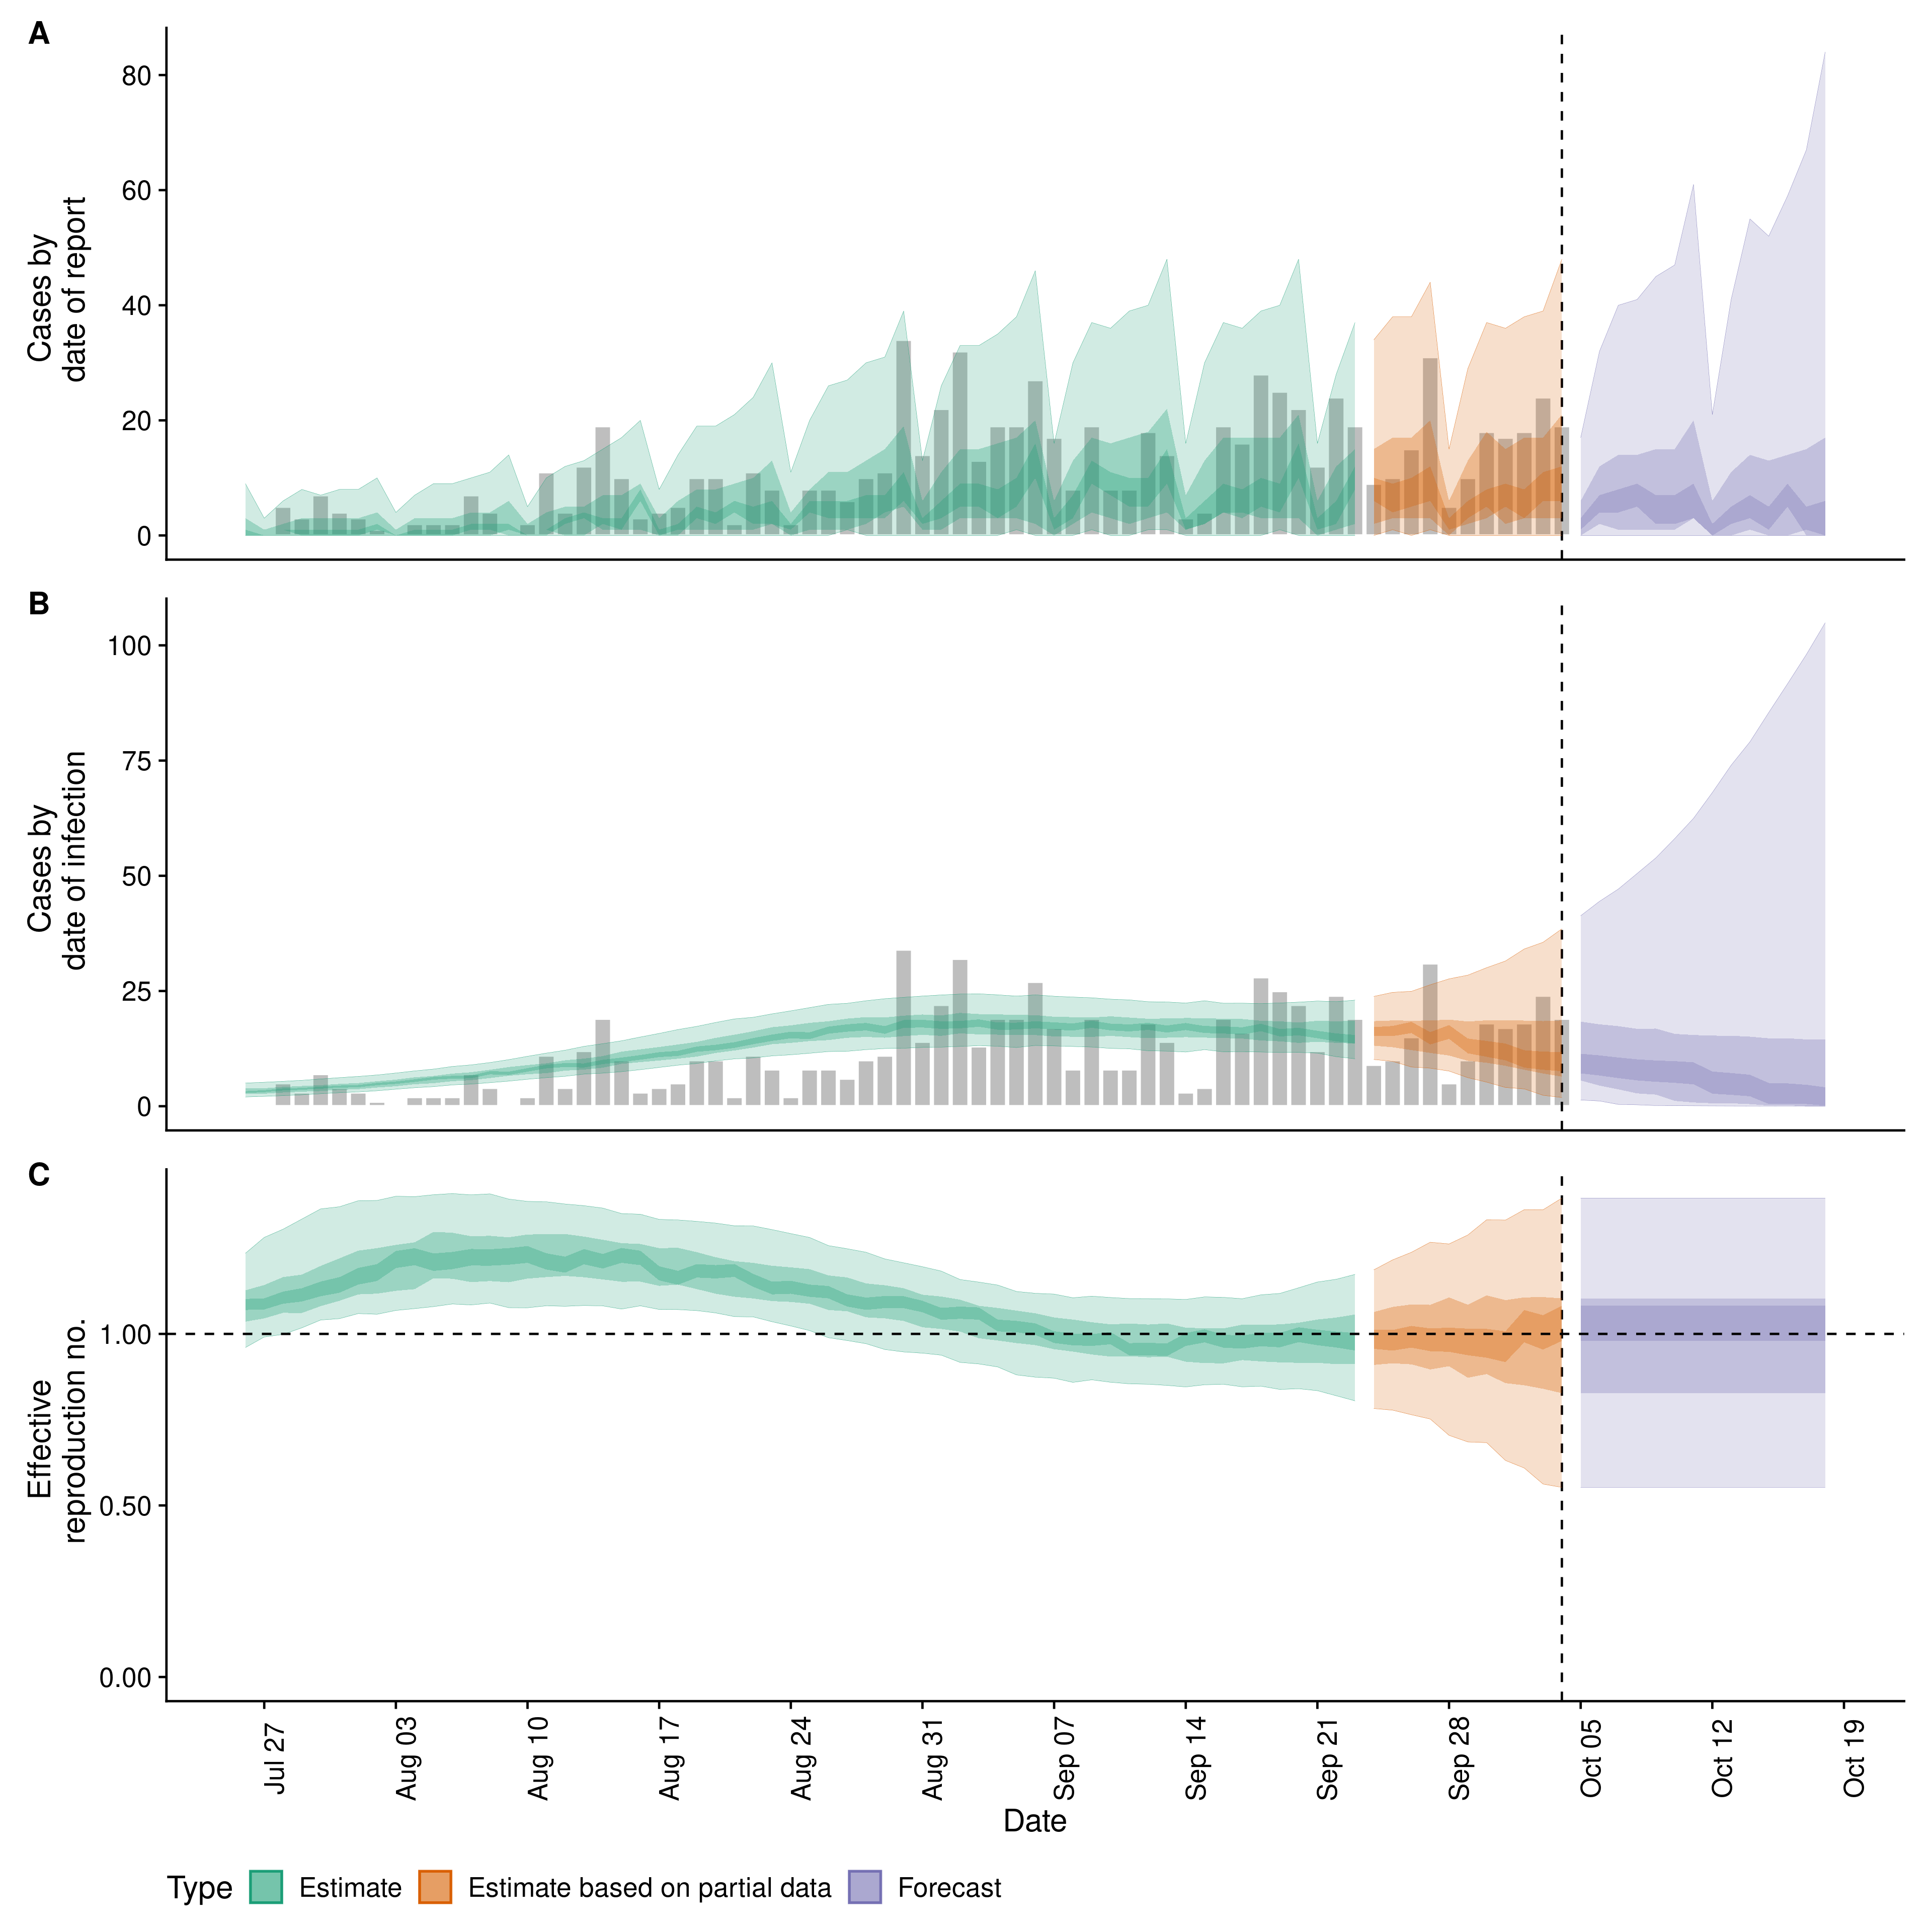 A
80
60
40
20
0
Cases by
date of report
B
100
75
50
25
0
Cases by
date of infection
C
1.00
0.50
0.00
Effective
reproduction no.
Jul 27
Aug 03
Aug 10
Aug 17
Aug 24
Aug 31
Sep 07
Sep 14
Sep 21
Sep 28
Oct 05
Oct 12
Oct 19
Date
Type Estimate Estimate based on partial data Forecast